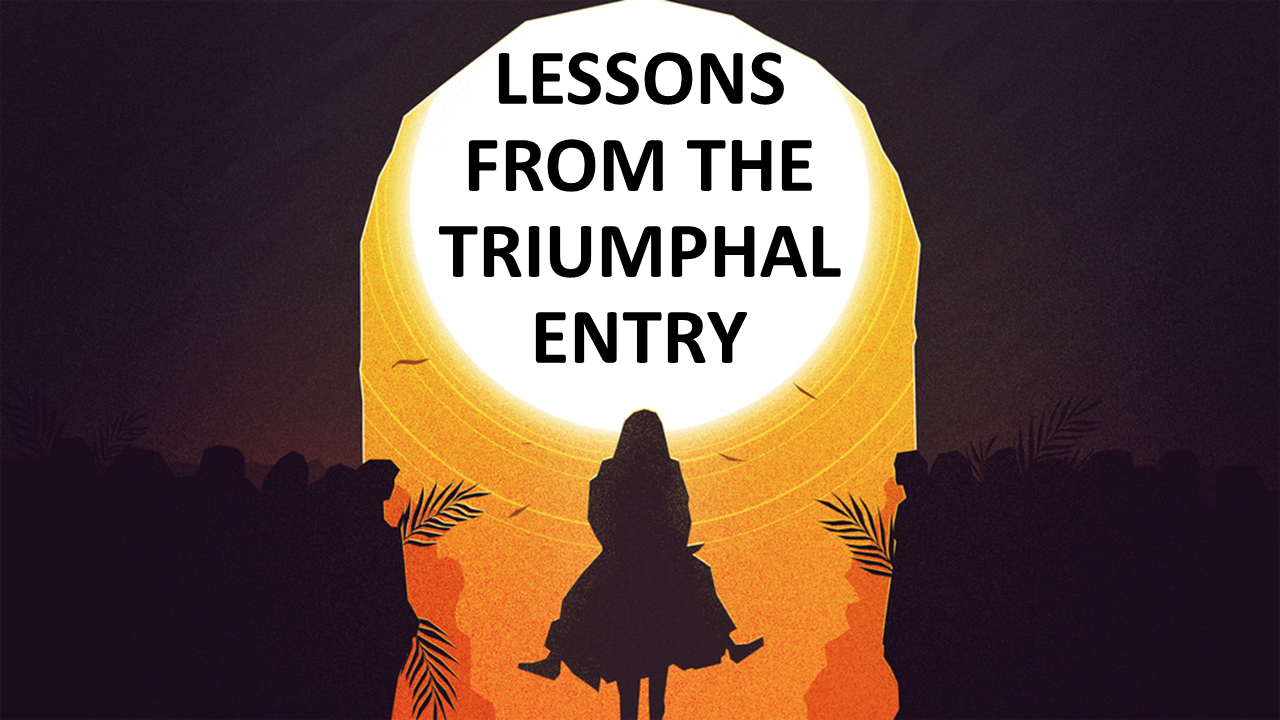 LESSONS
FROM THE
TRIUMPHAL
ENTRY